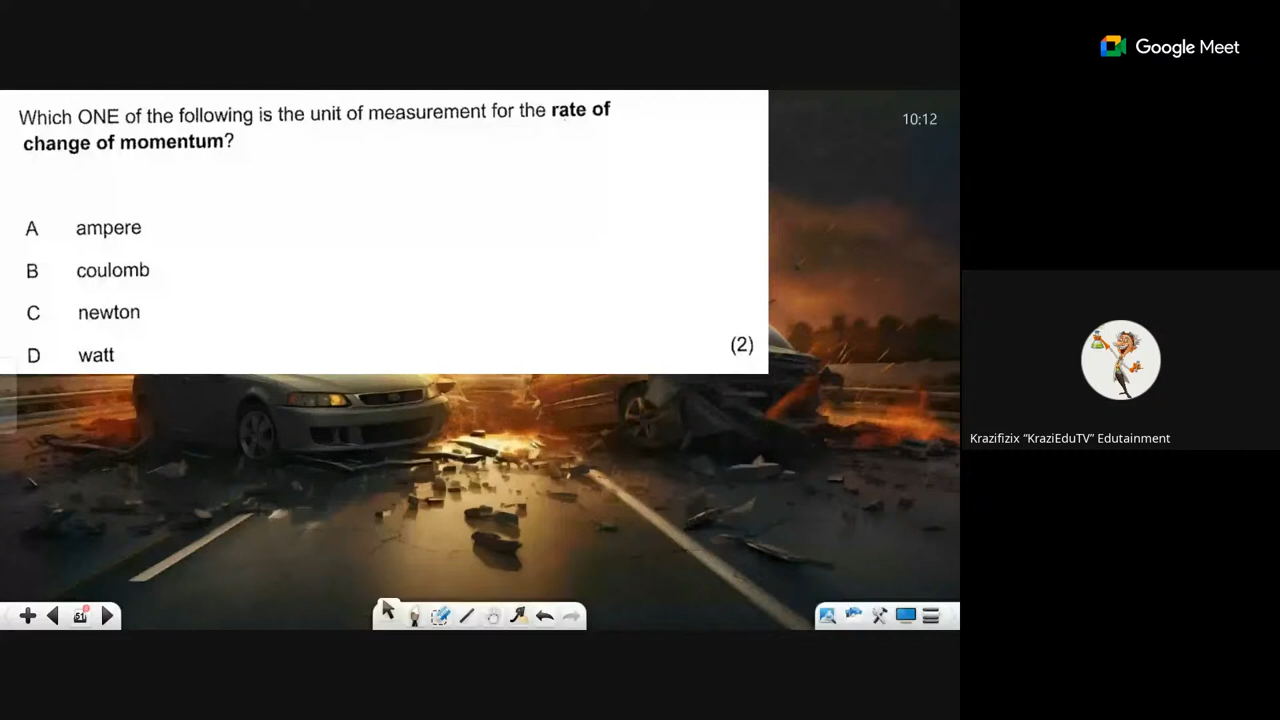 Google Meet
Which ONE of the following is the unit of measurement for the rate of
change of momentum?
10:12
A ampere
B coulomb
C newton
D watt
(2)
Krazifizix “KraziEduTV” Edutainment
51